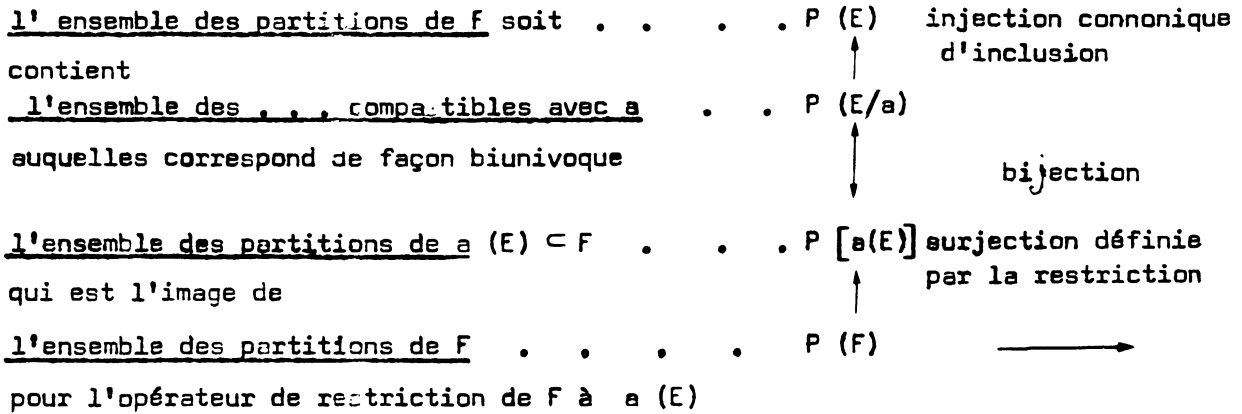 l' ensemble des partitions de f soit . . . . P (E) injection connonique
d'inclusion
contient
l'ensemble des . . . compatibles avec a . . P (E/a)
auquelles correspond de façon biunivoque
bijection
l'ensemble des partitions de a (E) ⊂ F . . . P [a(E)] surjection définie
par la restriction
qui est l'image de
l'ensemble des partitions de F . . . . P (F)
pour l'opérateur de restriction de F à a (E)